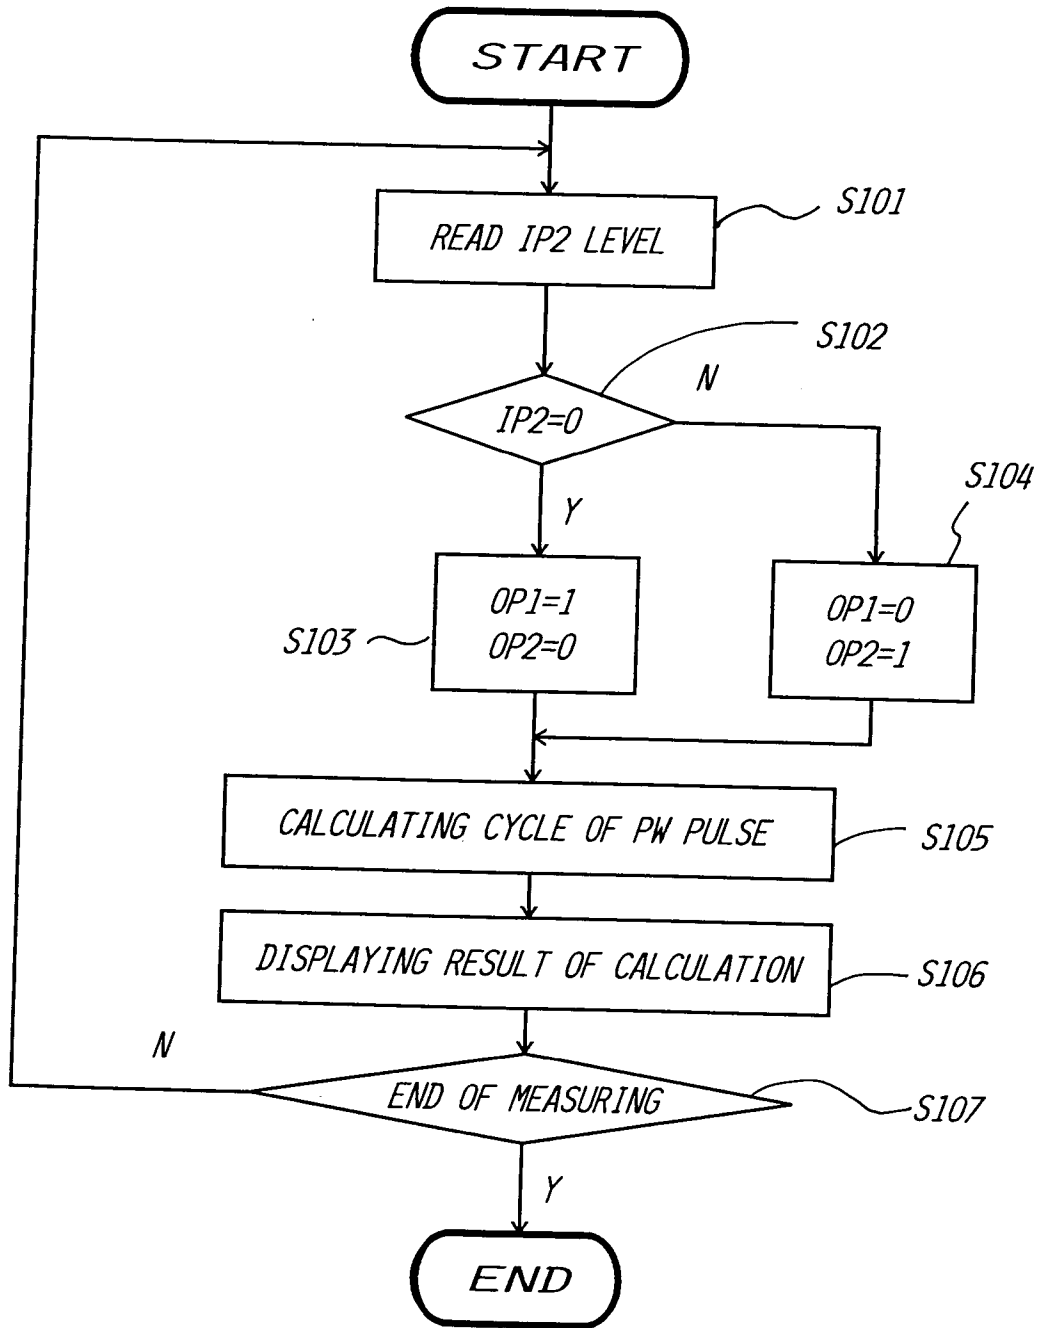 START
READ IP2 LEVEL
S101
S102
IP2=0
N
Y
S104
OP1=1
OP2=0
S103
OP1=0
OP2=1
CALCULATING CYCLE OF PW PULSE
S105
DISPLAYING RESULT OF CALCULATION
S106
N
END OF MEASURING
S107
Y
END